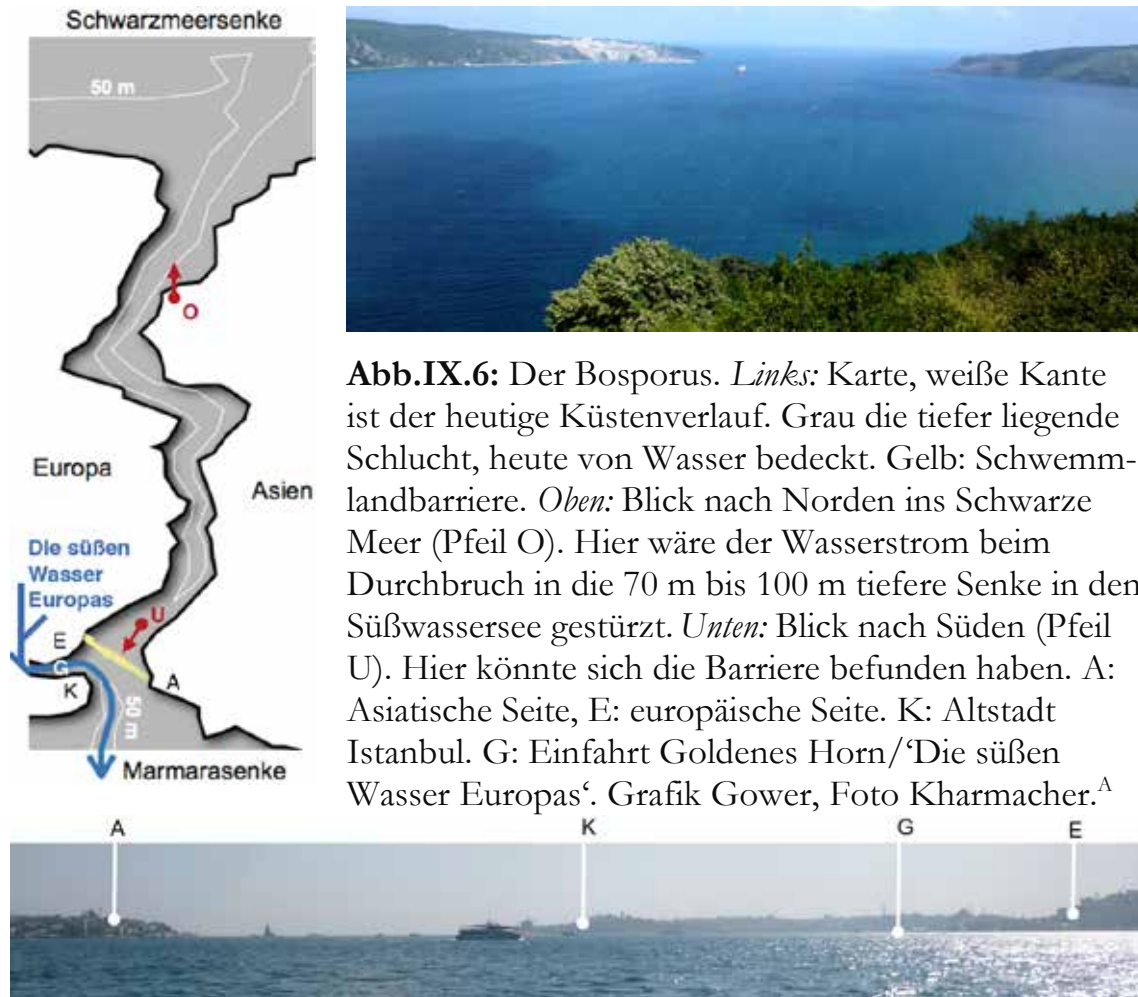 Schwarzmeersenke
50 m
O
Europa
Asien
Die süßen
Wasser
Europas
U
E
G
K
A
50 m
Marmarasenke
Abb.IX.6: Der Bosporus. Links: Karte, weiße Kante
ist der heutige Küstenverlauf. Grau die tiefer liegende
Schlucht, heute von Wasser bedeckt. Gelb: Schwemm-
landbarriere. Oben: Blick nach Norden ins Schwarze
Meer (Pfeil O). Hier wäre der Wasserstrom beim
Durchbruch in die 70 m bis 100 m tiefere Senke in den
Süßwassersee gestürzt. Unten: Blick nach Süden (Pfeil
U). Hier könnte sich die Barriere befunden haben. A:
Asiatische Seite, E: europäische Seite. K: Altstadt
Istanbul. G: Einfahrt Goldenes Horn/‘Die süßen
Wasser Europas‘. Grafik Gower, Foto Kharmacher.A
A K G E